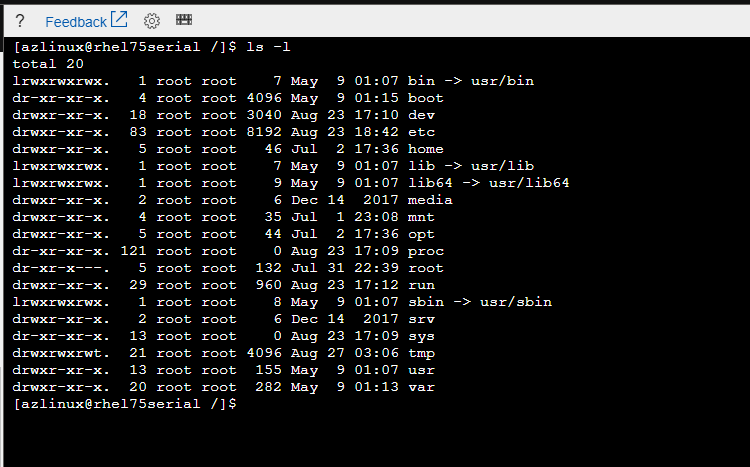 ? Feedback
[azlinux@rhel75serial /]$ ls -l
total 20
lrwxrwxrwx.   1 root root    7 May  9 01:07 bin -> usr/bin
dr-xr-xr-x.   4 root root 4096 May  9 01:15 boot
drwxr-xr-x.  18 root root 3040 Aug 23 17:10 dev
drwxr-xr-x.  83 root root 8192 Aug 23 18:42 etc
drwxr-xr-x.   5 root root   46 Jul  2 17:36 home
lrwxrwxrwx.   1 root root    7 May  9 01:07 lib -> usr/lib
lrwxrwxrwx.   1 root root    9 May  9 01:07 lib64 -> usr/lib64
drwxr-xr-x.   2 root root    6 Dec 14  2017 media
drwxr-xr-x.   4 root root   35 Jul  1 23:08 mnt
drwxr-xr-x.   5 root root   44 Jul  2 17:36 opt
dr-xr-xr-x. 121 root root    0 Aug 23 17:09 proc
dr-xr-x---.   5 root root  132 Jul 31 22:39 root
drwxr-xr-x.  29 root root  960 Aug 23 17:12 run
lrwxrwxrwx.   1 root root    8 May  9 01:07 sbin -> usr/sbin
drwxr-xr-x.   2 root root    6 Dec 14  2017 srv
dr-xr-xr-x.  13 root root    0 Aug 23 17:09 sys
drwxrwxrwt.  21 root root 4096 Aug 27 03:06 tmp
drwxr-xr-x.  13 root root  155 May  9 01:07 usr
drwxr-xr-x.  20 root root  282 May  9 01:13 var
[azlinux@rhel75serial /]$